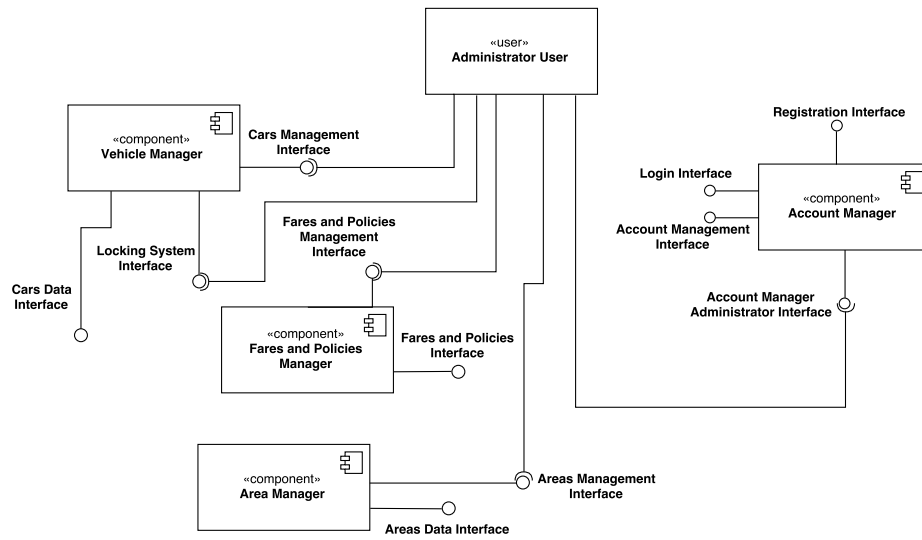 «user»
Administrator User
«component»
Vehicle Manager
Cars Management
Interface
Registration Interface
Login Interface
«component»
Account Manager
Account Management
Interface
Fares and Policies
Management
Interface
Locking System
Interface
Cars Data
Interface
Account Manager
Administrator Interface
«component»
Fares and Policies
Manager
Fares and Policies
Interface
«component»
Area Manager
Areas Management
Interface
Areas Data Interface